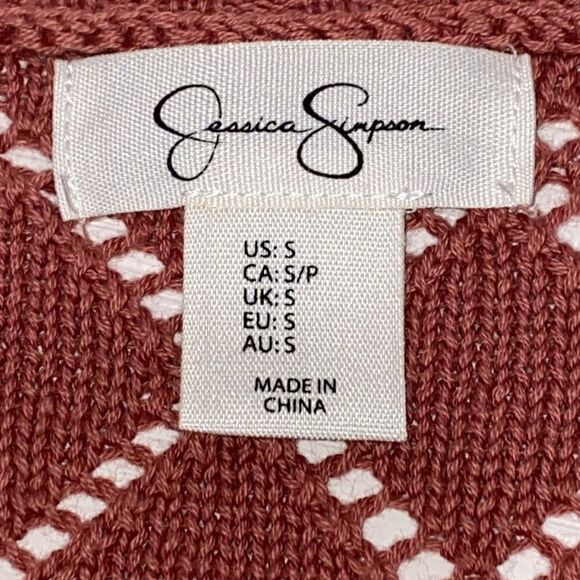 Jessica Simpson
US: S
CA: S/P
UK: S
EU: S
AU: S
MADE IN
CHINA